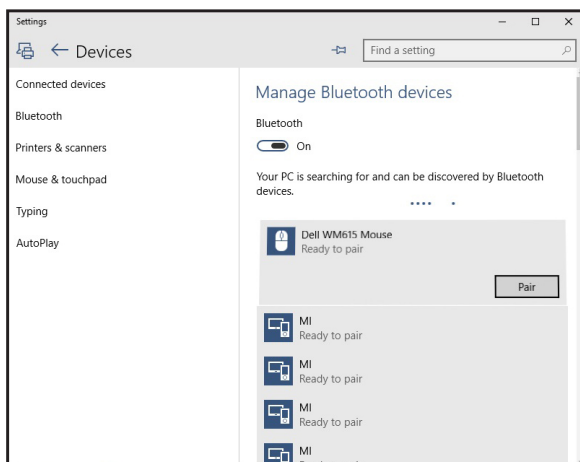 Settings
Devices
Find a setting
Connected devices
Bluetooth
Printers & scanners
Mouse & touchpad
Typing
AutoPlay
Manage Bluetooth devices
Bluetooth
On
Your PC is searching for and can be discovered by Bluetooth
devices.
Dell WM615 Mouse
Ready to pair
Pair
MI
Ready to pair
MI
Ready to pair
MI
Ready to pair
MI